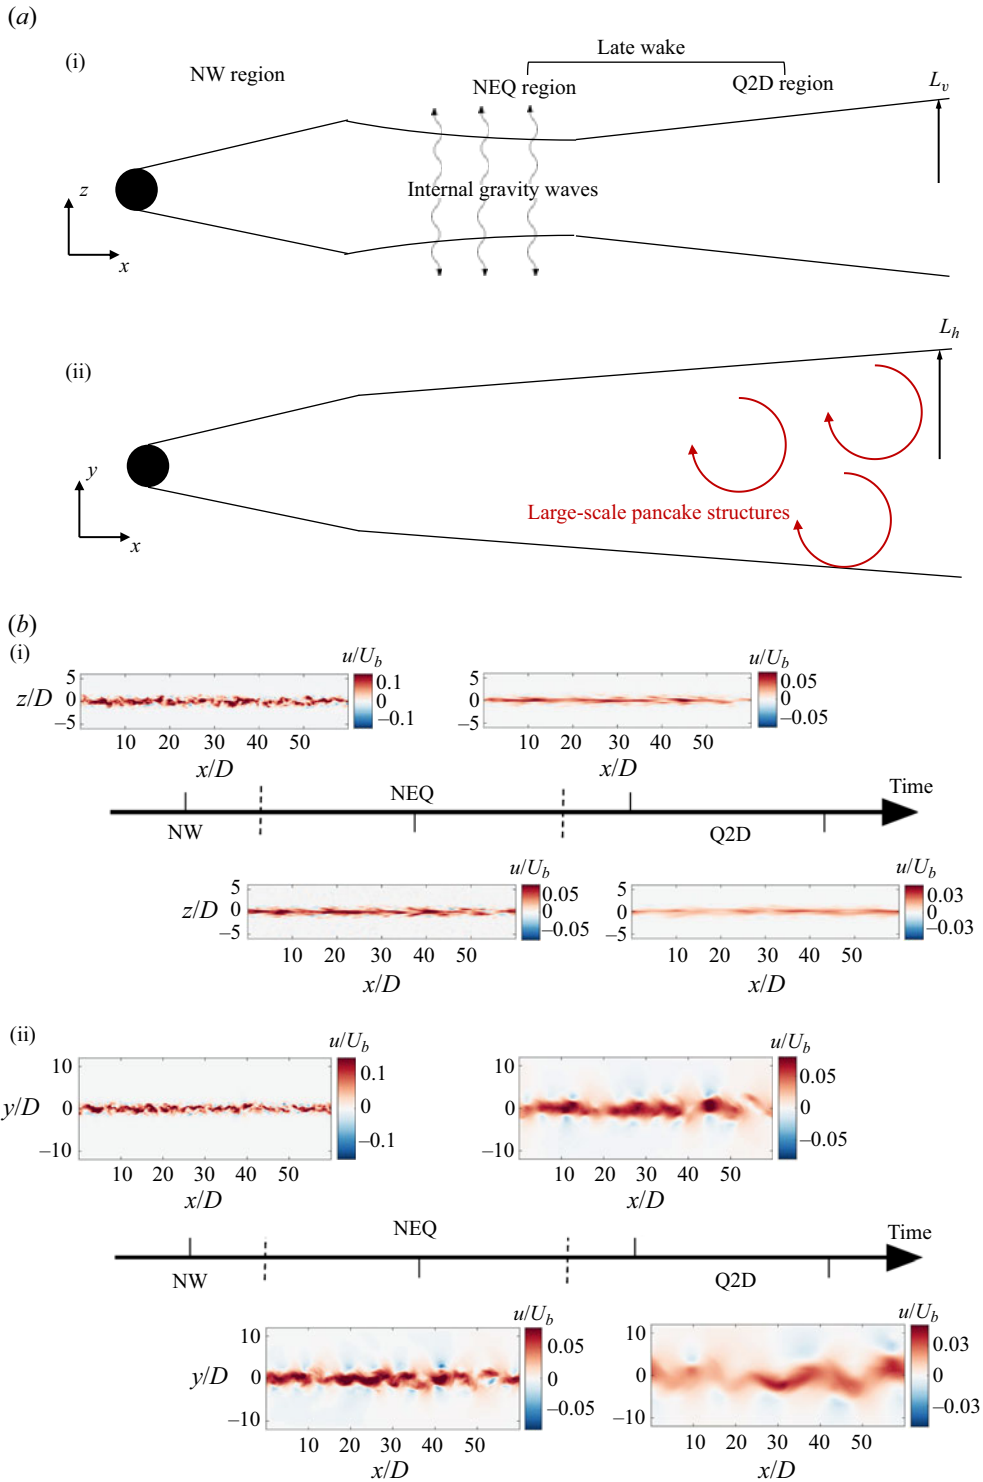 (a)
(i)
Late wake
NW region
NEQ region
Q2D region
L_v
Internal gravity waves
z
x
(ii)
L_h
y
x
Large-scale pancake structures
(b)
(i)
u/U_b
u/U_b
z/D
5
0
–5
0.1
0
–0.1
5
0
–5
0.05
0
–0.05
10 20 30 40 50
10 20 30 40 50
x/D
x/D
NEQ
Time
NW
Q2D
u/U_b
u/U_b
z/D
5
0
–5
0.05
0
–0.05
5
0
–5
0.03
0
–0.03
10 20 30 40 50
10 20 30 40 50
x/D
x/D
(ii)
u/U_b
u/U_b
y/D
10
0
–10
0.1
0
–0.1
10
0
–10
0.05
0
–0.05
10 20 30 40 50
10 20 30 40 50
x/D
x/D
NEQ
Time
NW
Q2D
u/U_b
u/U_b
y/D
10
0
–10
0.05
0
–0.05
10
0
–10
0.03
0
–0.03
10 20 30 40 50
10 20 30 40 50
x/D
x/D